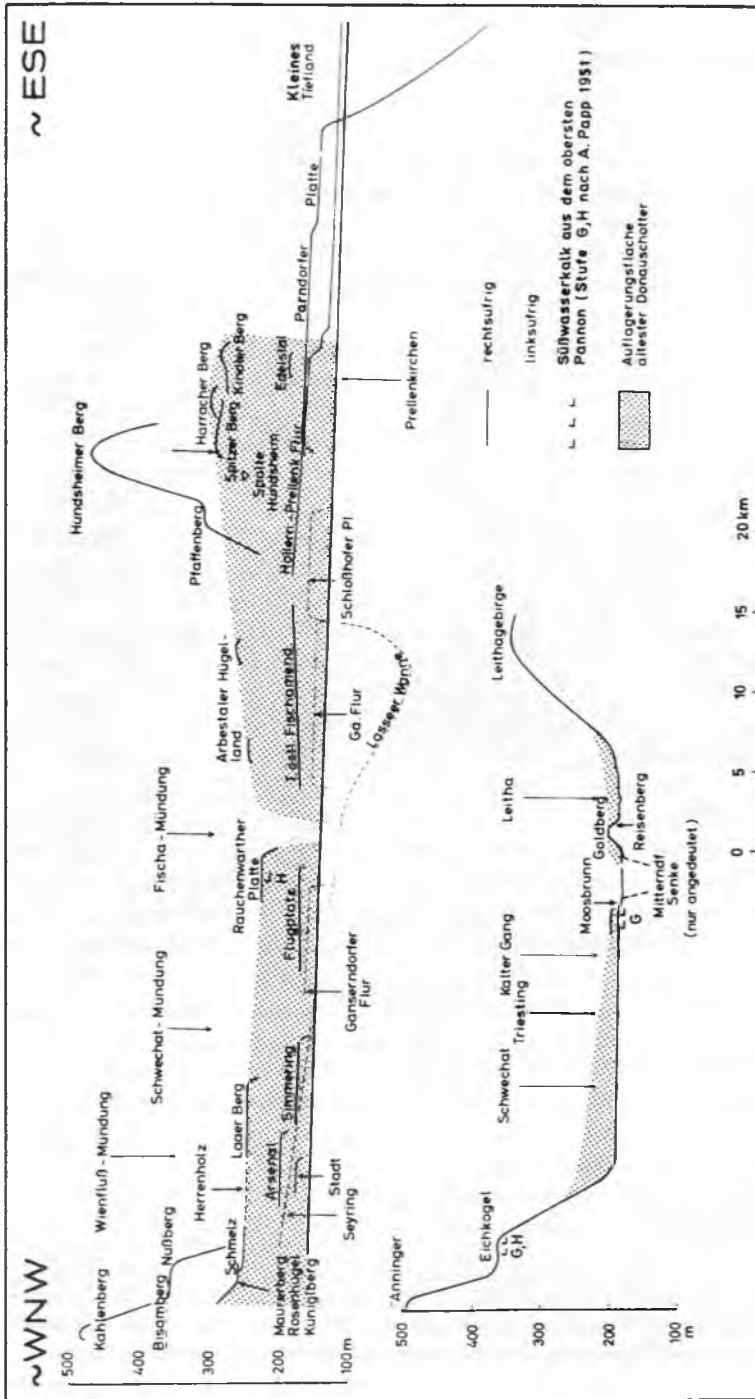 ~WNW
~ESE
500
400
300
200
100m
Kahlenberg
Bisamberg
Nußberg
Wienfluß-Mündung
Herrenholz
Schmelz
Laaer Berg
Maurerberg
Rosenhügel
Küniglberg
Arsenal
Stadt
Seyring
Simmering
Schwechat-Mündung
Gänserndorfer
Flur
Rauchenwarther
Platte
H
Flugplatz
Fischa-Mündung
Arbestaler Hügel-
land
östl. Fischamend
Gä. Flur
Lasseer Wanne
Schloßhofer Pl.
Pfaffenberg
Hundsheimer Berg
Spitzer Berg
Spalte
Hundsheim
Harracher Berg
Kindler Berg
Hollern-Prellenk. Flur
Edelstal
Prellenkirchen
Parndorfer Platte
Kleines
Tiefland
500
400
300
200
100m
Anninger
Eichkogel
G,H
Schwechat
Triesting
Kalter Gang
Moosbrunn
G
Mitterndf.
Senke
(nur angedeutet)
Goldberg
Reisenberg
Leitha
Leithagebirge
0 5 10 15 20km
rechtsufrig
linksufrig
Süßwasserkalk aus dem obersten
Pannon (Stufe G,H nach A. Papp 1951)
Auflagerungsfläche
ältester Donauschotter